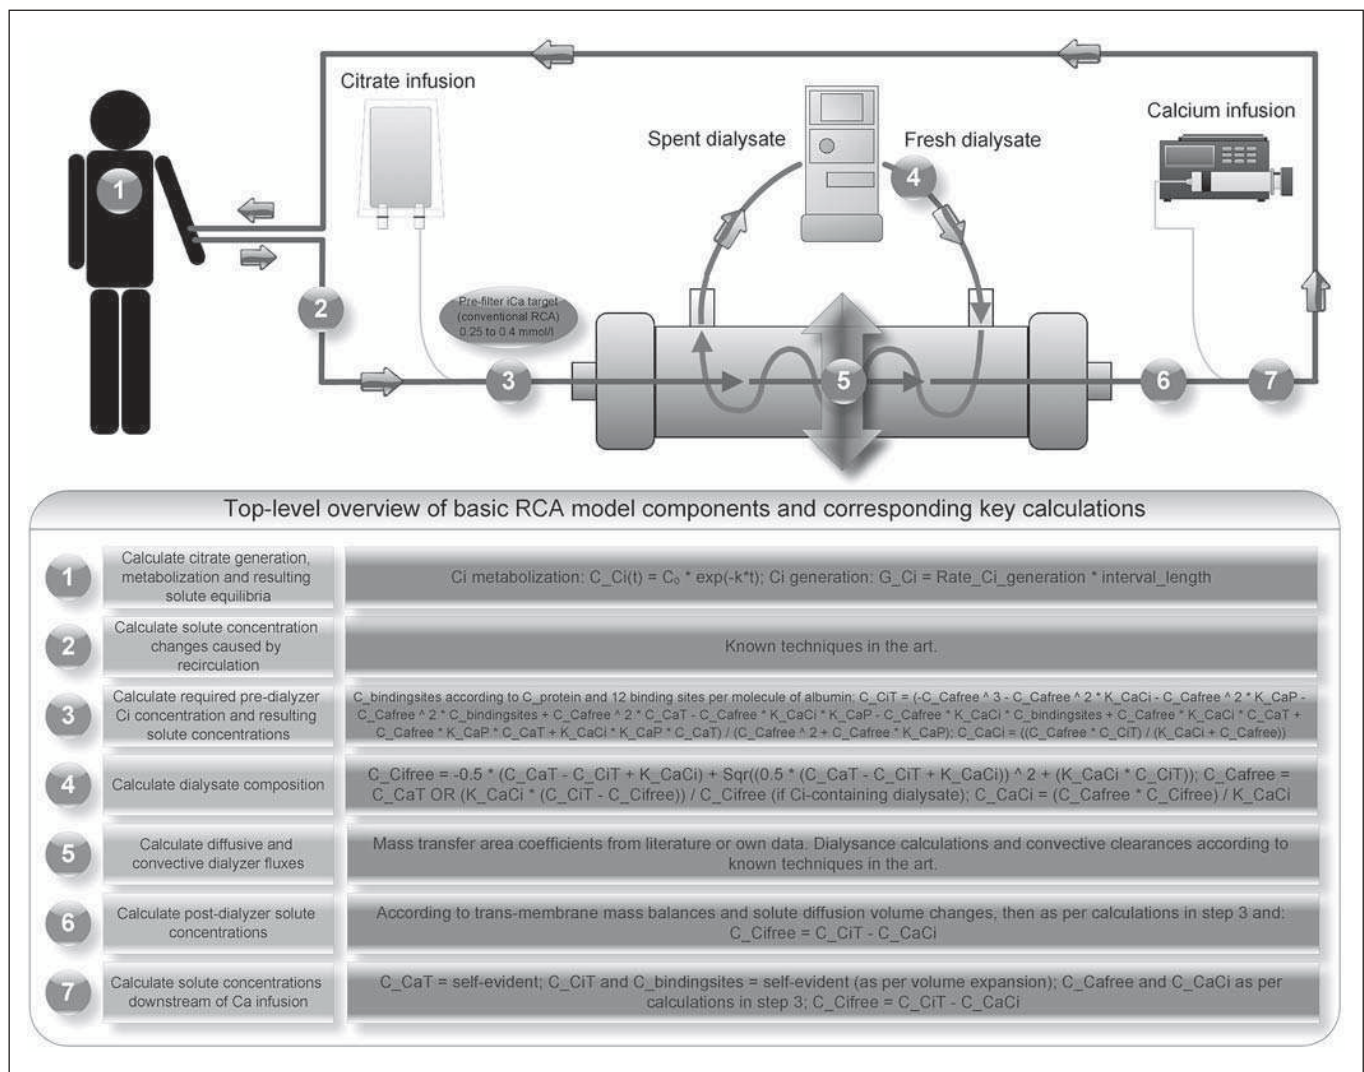 Citrate infusion
Spent dialysate
Fresh dialysate
Calcium infusion
1
4
2
Pre-filter iCa target
(conventional RCA)
0.25 to 0.4 mmol/l
3
5
6
7
Top-level overview of basic RCA model components and corresponding key calculations
1
Calculate citrate generation,
metabolization and resulting
solute equilibria
Ci metabolization: C_Ci(t) = C₀ * exp(-k*t); Ci generation: G_Ci = Rate_Ci_generation * interval_length
2
Calculate solute concentration
changes caused by
recirculation
Known techniques in the art.
3
Calculate required pre-dialyzer
Ci concentration and resulting
solute concentrations
C_bindingsites according to C_protein and 12 binding sites per molecule of albumin: C_CiT = (-C_Cafree ^ 3 - C_Cafree ^ 2 * K_CaCi - C_Cafree ^ 2 * K_CaP -
C_Cafree ^ 2 * C_bindingsites + C_Cafree ^ 2 * C_CaT - C_Cafree * K_CaCi * K_CaP - C_Cafree * K_CaCi * C_bindingsites + C_Cafree * K_CaCi * C_CaT +
C_Cafree * K_CaP * C_CaT + K_CaCi * K_CaP * C_CaT) / (C_Cafree ^ 2 + C_Cafree * K_CaP); C_CaCi = ((C_Cafree * C_CiT) / (K_CaCi + C_Cafree))
4
Calculate dialysate composition
C_Cifree = -0.5 * (C_CaT - C_CiT + K_CaCi) + Sqr((0.5 * (C_CaT - C_CiT + K_CaCi)) ^ 2 + (K_CaCi * C_CiT)); C_Cafree =
C_CaT OR (K_CaCi * (C_CiT - C_Cifree)) / C_Cifree (if Ci-containing dialysate); C_CaCi = (C_Cafree * C_Cifree) / K_CaCi
5
Calculate diffusive and
convective dialyzer fluxes
Mass transfer area coefficients from literature or own data. Dialysance calculations and convective clearances according to
known techniques in the art.
6
Calculate post-dialyzer solute
concentrations
According to trans-membrane mass balances and solute diffusion volume changes, then as per calculations in step 3 and:
C_Cifree = C_CiT - C_CaCi
7
Calculate solute concentrations
downstream of Ca infusion
C_CaT = self-evident; C_CiT and C_bindingsites = self-evident (as per volume expansion); C_Cafree and C_CaCi as per
calculations in step 3; C_Cifree = C_CiT - C_CaCi